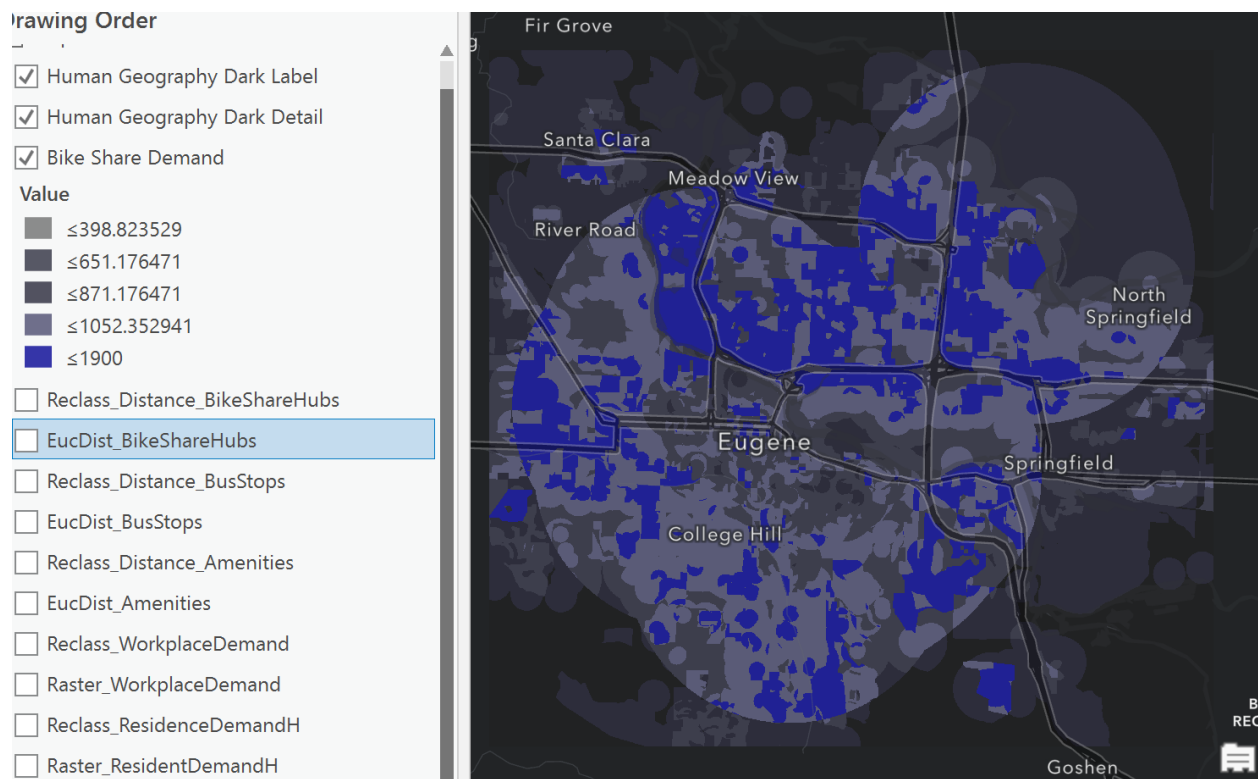 Drawing Order
Human Geography Dark Label
Human Geography Dark Detail
Bike Share Demand
Value
≤398.823529
≤651.176471
≤871.176471
≤1052.352941
≤1900
Reclass_Distance_BikeShareHubs
EucDist_BikeShareHubs
Reclass_Distance_BusStops
EucDist_BusStops
Reclass_Distance_Amenities
EucDist_Amenities
Reclass_WorkplaceDemand
Raster_WorkplaceDemand
Reclass_ResidenceDemandH
Raster_ResidentDemandH
Fir Grove
g
Santa Clara
Meadow View
River Road
North
Springfield
Eugene
Springfield
College Hill
B
REC
Goshen